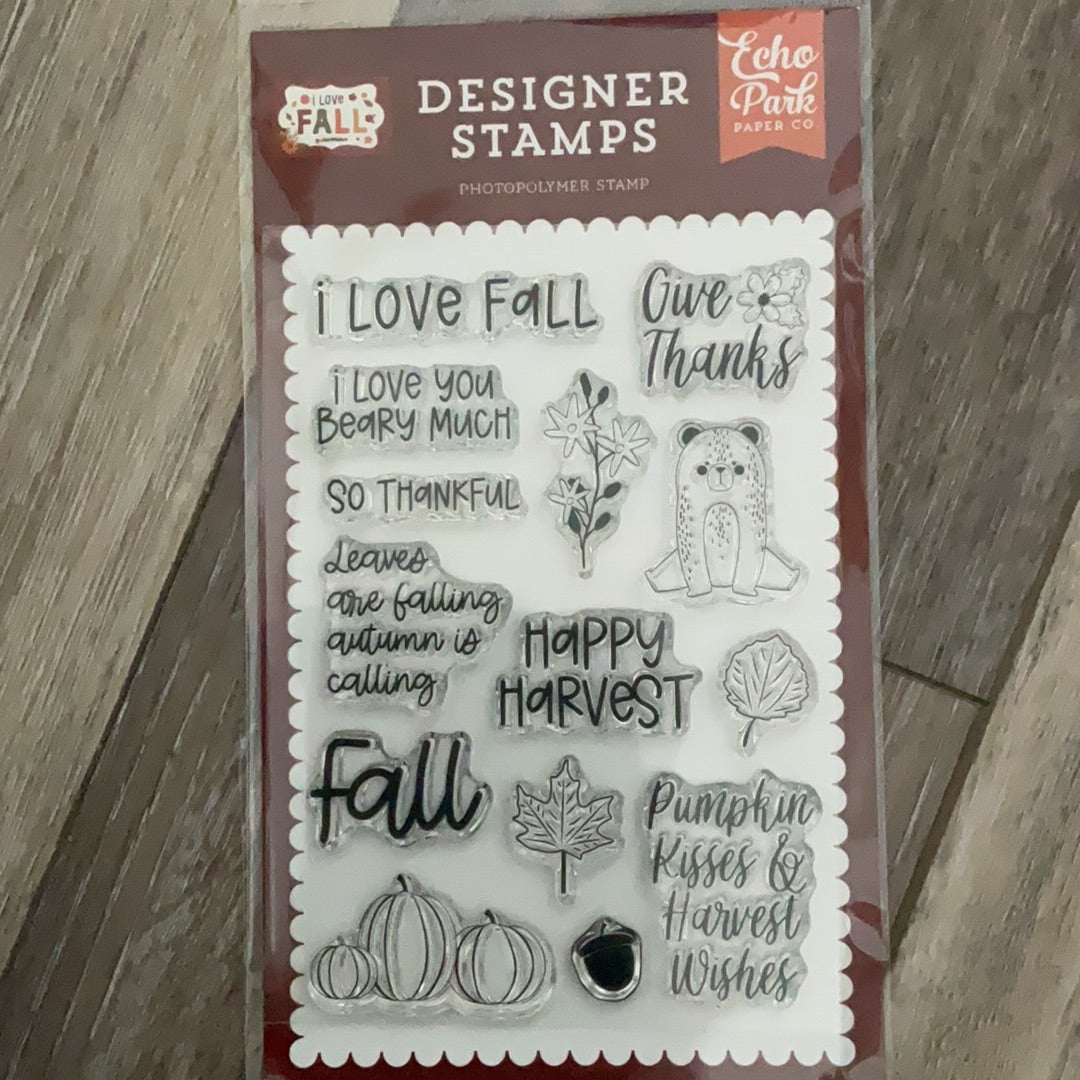 I LOVE
FALL
DESIGNER
STAMPS
PHOTOPOLYMER STAMP
Echo
Park
PAPER CO.
i LOVe FaLL
Give
Thanks
i LOVe YOU
BeaRY MUCH
SO THaNKFUL
Leaves
are falling
autumn is
calling
HaPPY
HaRVeST
fall
Pumpkin
Kisses &
Harvest
Wishes